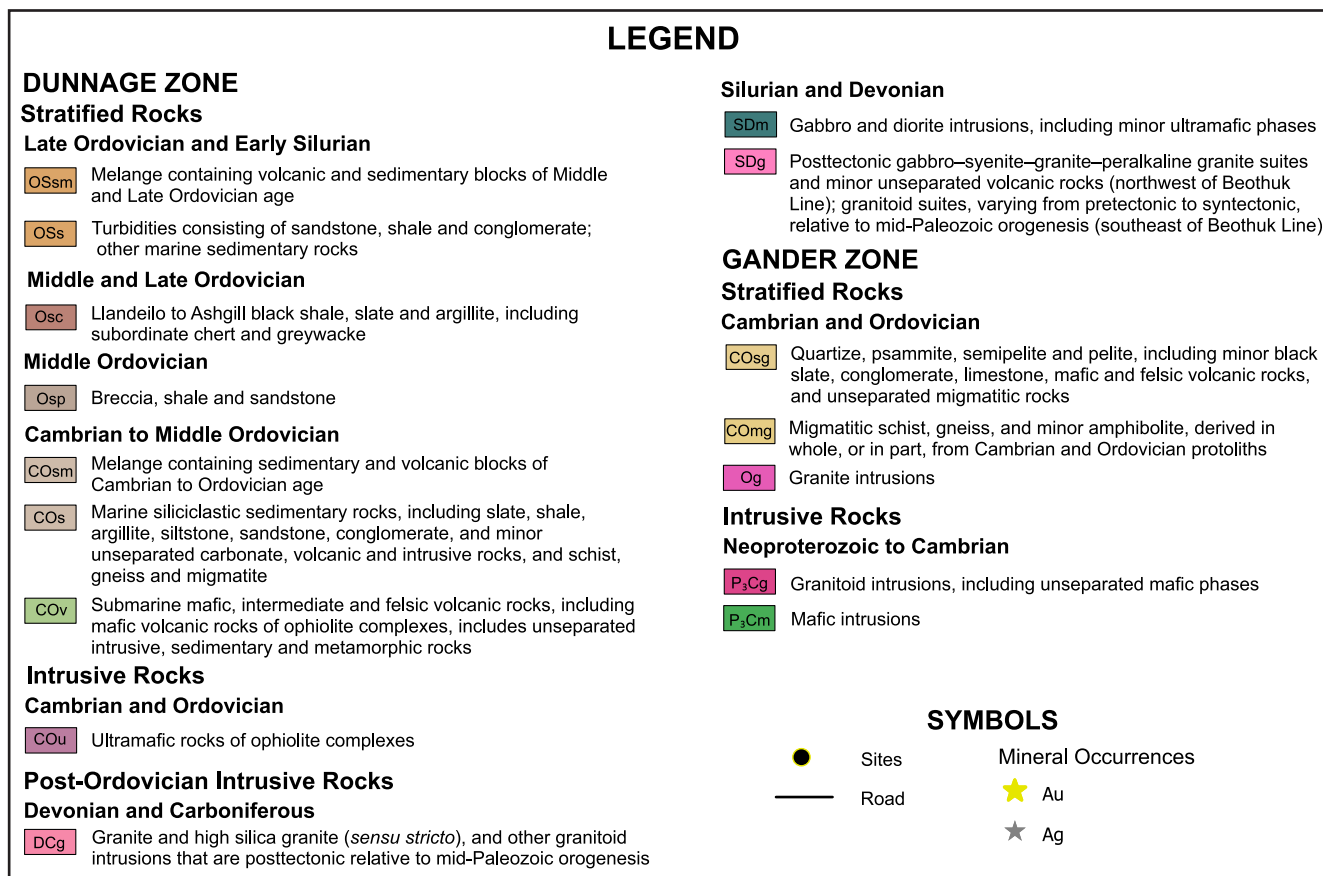 LEGEND
DUNNAGE ZONE
Stratified Rocks
Late Ordovician and Early Silurian
OSsm
Melange containing volcanic and sedimentary blocks of Middle
and Late Ordovician age
OSs
Turbidities consisting of sandstone, shale and conglomerate;
other marine sedimentary rocks
Middle and Late Ordovician
Osc
Llandeilo to Ashgill black shale, slate and argillite, including
subordinate chert and greywacke
Middle Ordovician
Osp
Breccia, shale and sandstone
Cambrian to Middle Ordovician
COsm
Melange containing sedimentary and volcanic blocks of
Cambrian to Ordovician age
COs
Marine siliciclastic sedimentary rocks, including slate, shale,
argillite, siltstone, sandstone, conglomerate, and minor
unseparated carbonate, volcanic and intrusive rocks, and schist,
gneiss and migmatite
COv
Submarine mafic, intermediate and felsic volcanic rocks, including
mafic volcanic rocks of ophiolite complexes, includes unseparated
intrusive, sedimentary and metamorphic rocks
Intrusive Rocks
Cambrian and Ordovician
COu
Ultramafic rocks of ophiolite complexes
Post-Ordovician Intrusive Rocks
Devonian and Carboniferous
DCg
Granite and high silica granite (sensu stricto), and other granitoid
intrusions that are posttectonic relative to mid-Paleozoic orogenesis
Silurian and Devonian
SDm
Gabbro and diorite intrusions, including minor ultramafic phases
SDg
Posttectonic gabbro–syenite–granite–peralkaline granite suites
and minor unseparated volcanic rocks (northwest of Beothuk
Line); granitoid suites, varying from pretectonic to syntectonic,
relative to mid-Paleozoic orogenesis (southeast of Beothuk Line)
GANDER ZONE
Stratified Rocks
Cambrian and Ordovician
COsg
Quartize, psammite, semipelite and pelite, including minor black
slate, conglomerate, limestone, mafic and felsic volcanic rocks,
and unseparated migmatitic rocks
COmg
Migmatitic schist, gneiss, and minor amphibolite, derived in
whole, or in part, from Cambrian and Ordovician protoliths
Og
Granite intrusions
Intrusive Rocks
Neoproterozoic to Cambrian
P₃Cg
Granitoid intrusions, including unseparated mafic phases
P₃Cm
Mafic intrusions
SYMBOLS
Sites
Road
Mineral Occurrences
Au
Ag